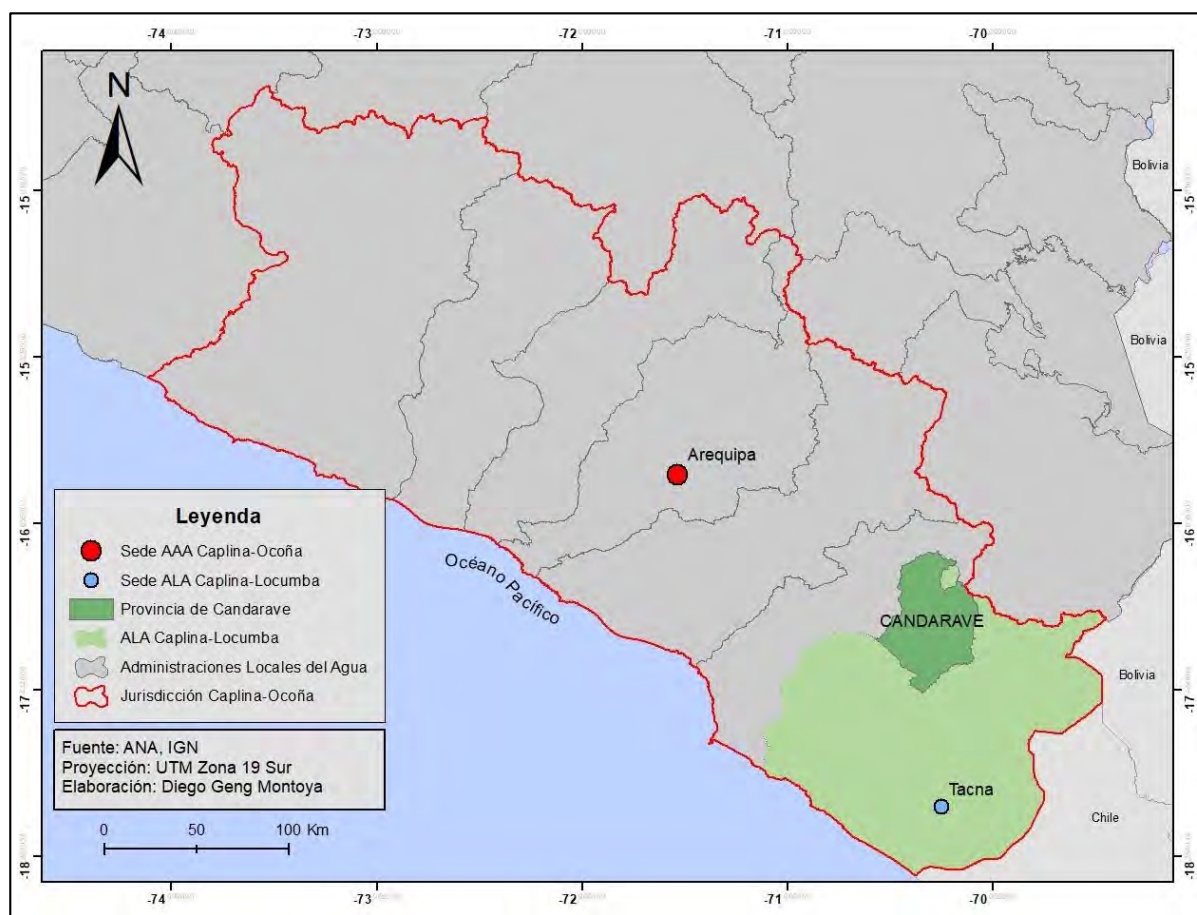 -74
-73
-72
-71
-70
N
Bolivia
-15
-15
Bolivia
-15
-15
Arequipa
Leyenda
Sede AAA Caplina-Ocoña
Sede ALA Caplina-Locumba
Provincia de Candarave
ALA Caplina-Locumba
Administraciones Locales del Agua
Jurisdicción Caplina-Ocoña
Océano Pacífico
-16
-16
CANDARAVE
Bolivia
-17
-17
Fuente: ANA, IGN
Proyección: UTM Zona 19 Sur
Elaboración: Diego Geng Montoya
0 50 100 Km
Tacna
Chile
-18
-18
-74
-73
-72
-71
-70